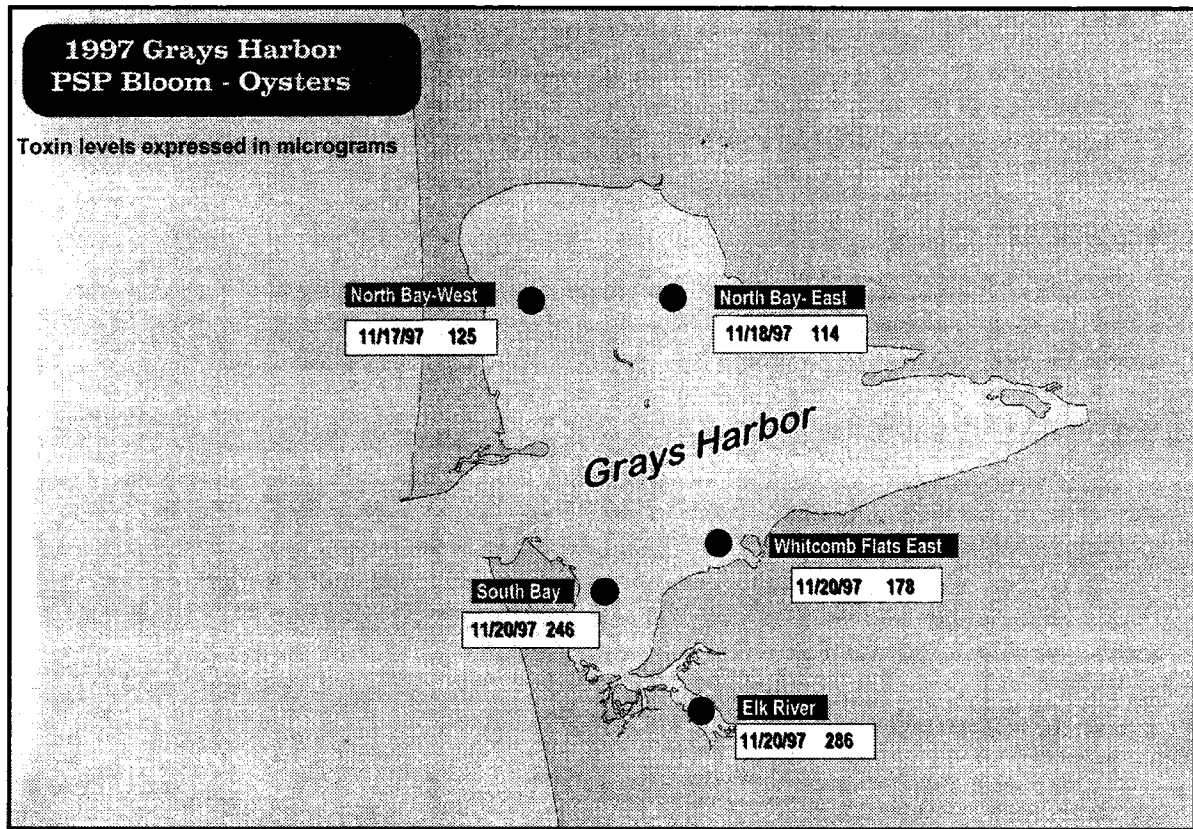 1997 Grays Harbor
PSP Bloom - Oysters
Toxin levels expressed in micrograms
North Bay-West
11/17/97 125
North Bay- East
11/18/97 114
Grays Harbor
Whitcomb Flats East
11/20/97 178
South Bay
11/20/97 246
Elk River
11/20/97 286